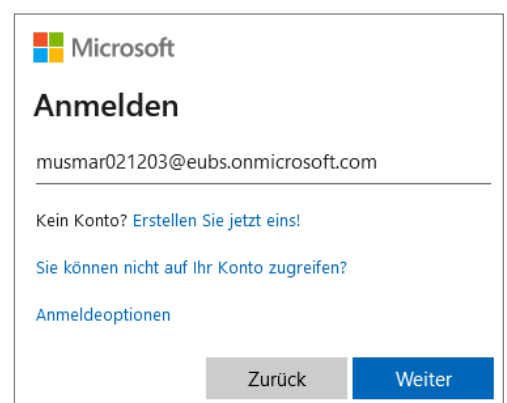 Microsoft
Anmelden
musmar021203@eubs.onmicrosoft.com
Kein Konto? Erstellen Sie jetzt eins!
Sie können nicht auf Ihr Konto zugreifen?
Anmeldeoptionen
Zurück Weiter